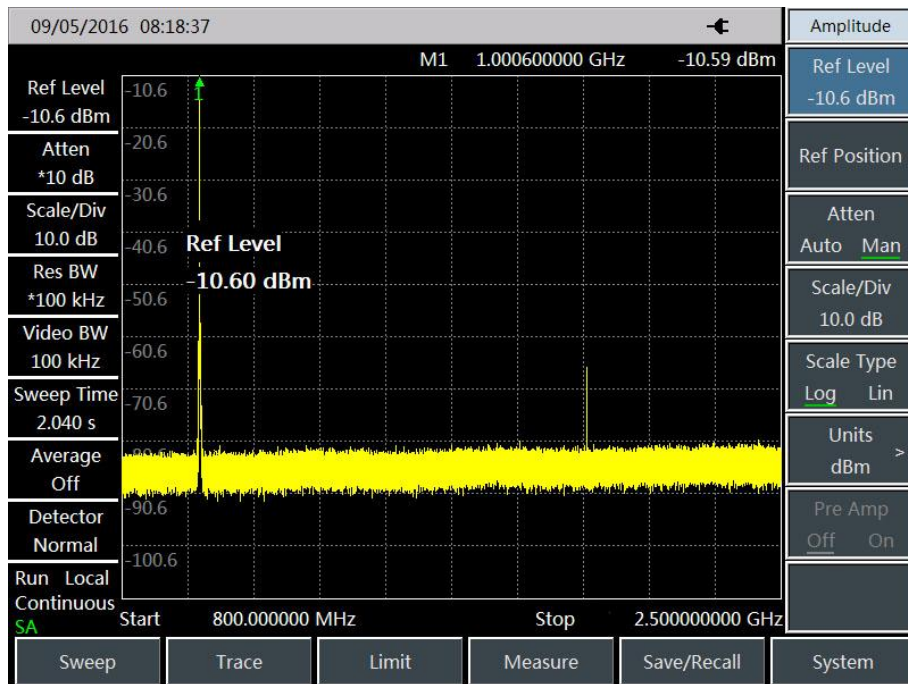 09/05/2016 08:18:37
Amplitude
M1 1.000600000 GHz -10.59 dBm
Ref Level
-10.6 dBm
Atten
*10 dB
Scale/Div
10.0 dB
Res BW
*100 kHz
Video BW
100 kHz
Sweep Time
2.040 s
Average
Off
Detector
Normal
Run Local
Continuous
SA
-10.6
1
-20.6
-30.6
-40.6
-50.6
-60.6
-70.6
-90.6
-100.6
Ref Level
-10.60 dBm
Start 800.000000 MHz Stop 2.500000000 GHz
Ref Level
-10.6 dBm
Ref Position
Atten
Auto Man
Scale/Div
10.0 dB
Scale Type
Log Lin
Units
dBm >
Pre Amp
Off On
Sweep Trace Limit Measure Save/Recall System